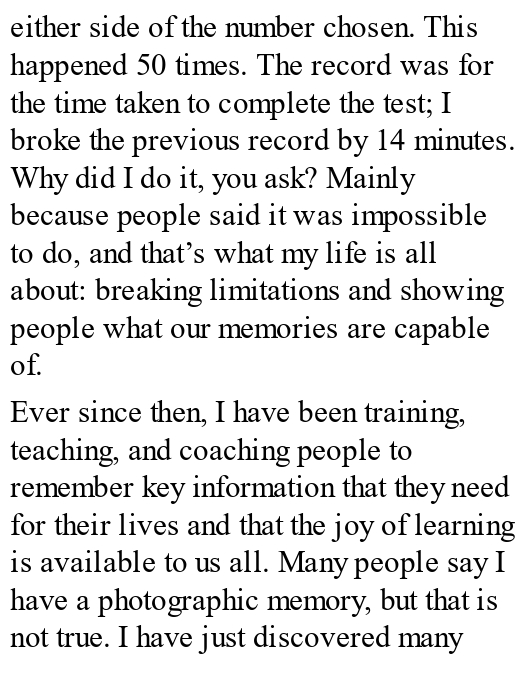 either side of the number chosen. This
happened 50 times. The record was for
the time taken to complete the test; I
broke the previous record by 14 minutes.
Why did I do it, you ask? Mainly
because people said it was impossible
to do, and that’s what my life is all
about: breaking limitations and showing
people what our memories are capable
of.
Ever since then, I have been training,
teaching, and coaching people to
remember key information that they need
for their lives and that the joy of learning
is available to us all. Many people say I
have a photographic memory, but that is
not true. I have just discovered many